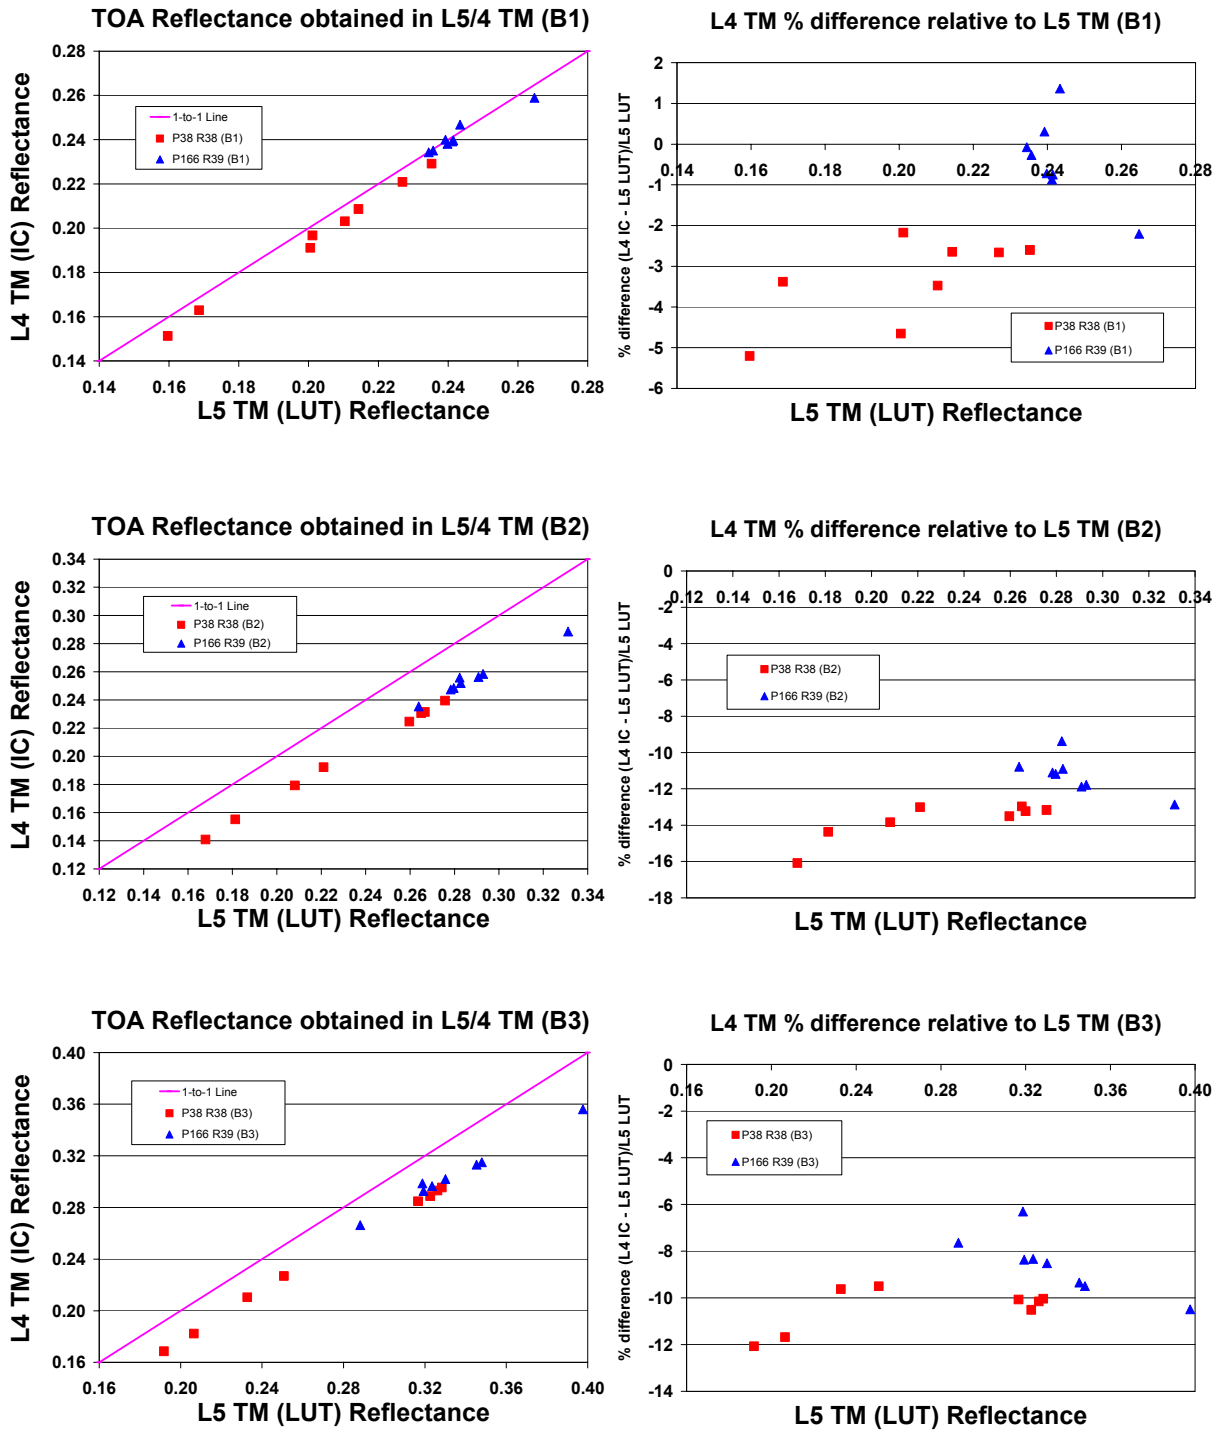 TOA Reflectance obtained in L5/4 TM (B1)
L4 TM (IC) Reflectance
0.28
0.26
0.24
0.22
0.20
0.18
0.16
0.14
1-to-1 Line
P38 R38 (B1)
P166 R39 (B1)
0.14 0.16 0.18 0.20 0.22 0.24 0.26 0.28
L5 TM (LUT) Reflectance
L4 TM % difference relative to L5 TM (B1)
% difference (L4 IC - L5 LUT)/L5 LUT
2
1
0
-1
-2
-3
-4
-5
-6
0.14 0.16 0.18 0.20 0.22 0.24 0.26 0.28
P38 R38 (B1)
P166 R39 (B1)
L5 TM (LUT) Reflectance
TOA Reflectance obtained in L5/4 TM (B2)
L4 TM (IC) Reflectance
0.34
0.32
0.30
0.28
0.26
0.24
0.22
0.20
0.18
0.16
0.14
0.12
1-to-1 Line
P38 R38 (B2)
P166 R39 (B2)
0.12 0.14 0.16 0.18 0.20 0.22 0.24 0.26 0.28 0.30 0.32 0.34
L5 TM (LUT) Reflectance
L4 TM % difference relative to L5 TM (B2)
% difference (L4 IC - L5 LUT)/L5 LUT
0
-2
-4
-6
-8
-10
-12
-14
-16
-18
0.12 0.14 0.16 0.18 0.20 0.22 0.24 0.26 0.28 0.30 0.32 0.34
P38 R38 (B2)
P166 R39 (B2)
L5 TM (LUT) Reflectance
TOA Reflectance obtained in L5/4 TM (B3)
L4 TM (IC) Reflectance
0.40
0.36
0.32
0.28
0.24
0.20
0.16
1-to-1 Line
P38 R38 (B3)
P166 R39 (B3)
0.16 0.20 0.24 0.28 0.32 0.36 0.40
L5 TM (LUT) Reflectance
L4 TM % difference relative to L5 TM (B3)
% difference (L4 IC - L5 LUT)/L5 LUT
0
-2
-4
-6
-8
-10
-12
-14
0.16 0.20 0.24 0.28 0.32 0.36 0.40
P38 R38 (B3)
P166 R39 (B3)
L5 TM (LUT) Reflectance